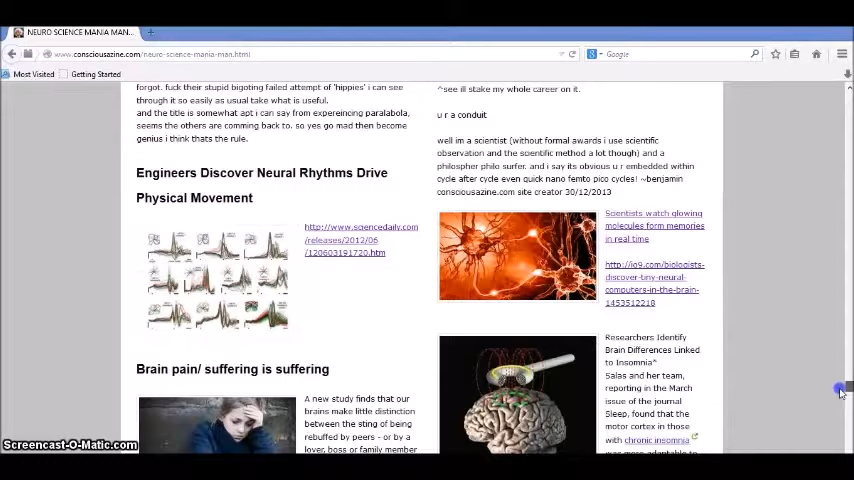 NEURO SCIENCE MANIA MAN...
www.consciousazine.com/neuro-science-mania-man.html
Google
Most Visited
Getting Started
forgot. fuck their stupid bigoting failed attempt of 'hippies' i can see
through it so easily as usual take what is useful.
and the title is somewhat apt i can say from expereincing paralabola,
seems the others are comming back to. so yes go mad then become
genius i think thats the rule.
Engineers Discover Neural Rhythms Drive
Physical Movement
http://www.sciencedaily.com
/releases/2012/06
/120603191720.htm
Brain pain/ suffering is suffering
A new study finds that our
brains make little distinction
between the sting of being
rebuffed by peers - or by a
lover, boss or family member
^see ill stake my whole career on it.
u r a conduit
well im a scientist (without formal awards i use scientific
observation and the scientific method a lot though) and a
philospher philo surfer. and i say its obvious u r embedded within
cycle after cycle even quick nano femto pico cycles! ~benjamin
consciousazine.com site creator 30/12/2013
Scientists watch glowing
molecules form memories
in real time
http://io9.com/biologists-
discover-tiny-neural-
computers-in-the-brain-
1453512218
Researchers Identify
Brain Differences Linked
to Insomnia^
Salas and her team,
reporting in the March
issue of the journal
Sleep, found that the
motor cortex in those
with chronic insomnia
was more adaptable to
Screencast-O-Matic.com